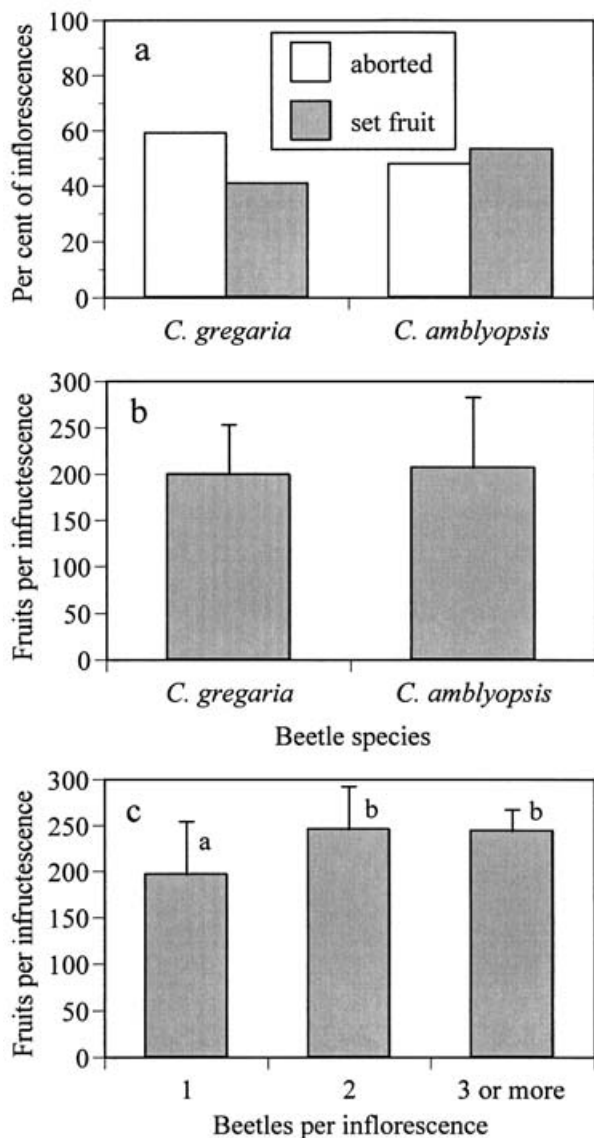 Per cent of inflorescences
100
80
60
40
20
0
a
aborted
set fruit
C. gregaria
C. amblyopsis
Fruits per infructescence
300
250
200
150
100
50
0
b
C. gregaria
C. amblyopsis
Beetle species
Fruits per infructescence
300
250
200
150
100
50
0
c
a
b
b
1
2
3 or more
Beetles per inflorescence